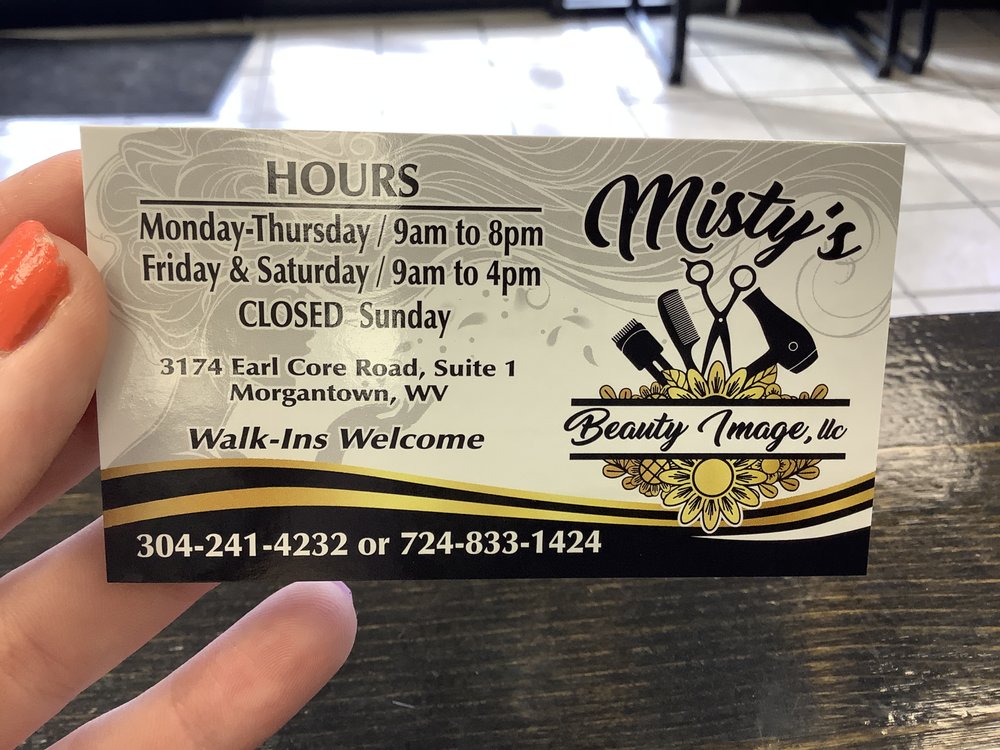 HOURS
Monday-Thursday / 9am to 8pm
Friday & Saturday / 9am to 4pm
CLOSED Sunday
3174 Earl Core Road, Suite 1
Morgantown, WV
Walk-Ins Welcome
304-241-4232 or 724-833-1424
Misty's
Beauty Image, llc